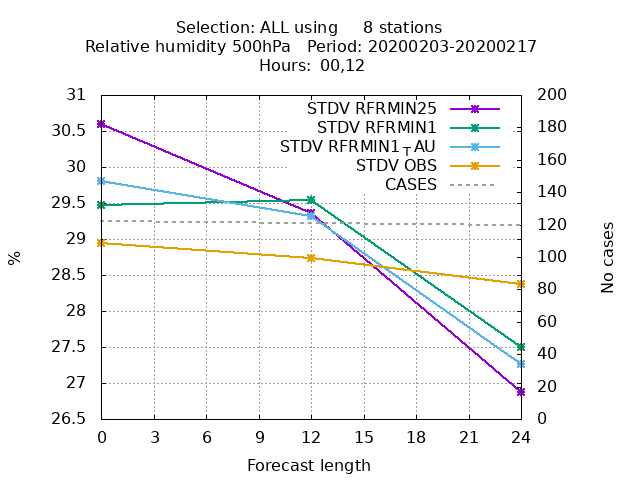 Selection: ALL using     8 stations
Relative humidity 500hPa   Period: 20200203-20200217
Hours:  00,12
31
30.5
30
29.5
29
28.5
28
27.5
27
26.5
200
180
160
140
120
100
80
60
40
20
0
STDV RFRMIN25
STDV RFRMIN1
STDV RFRMIN1TAU
STDV OBS
CASES
%
No cases
0 3 6 9 12 15 18 21 24
Forecast length